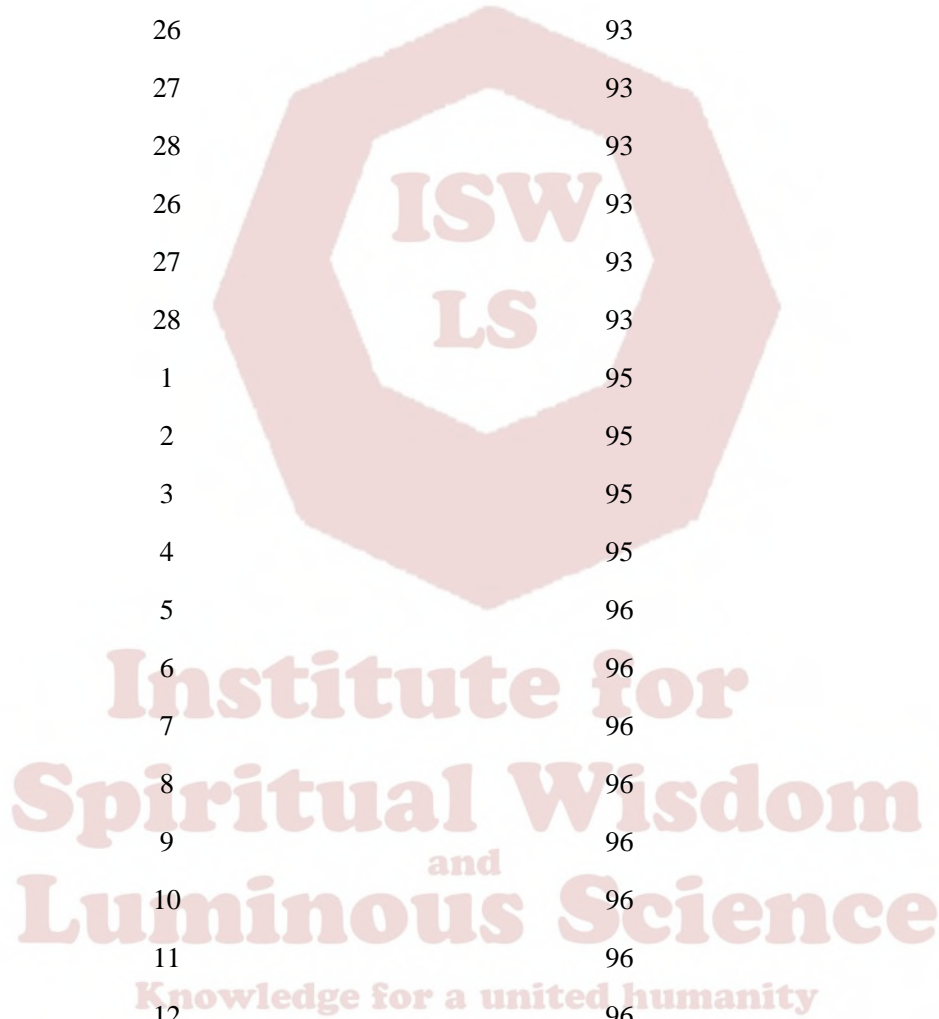 26 93
27 93
28 93
ISW
26 93
27 93
LS
28 93
1 95
2 95
3 95
4 95
5 96
Institute for
6 96
7 96
Spiritual Wisdom
8 96
9 96
and
Luminous Science
10 96
11 96
Knowledge for a united humanity
12 96